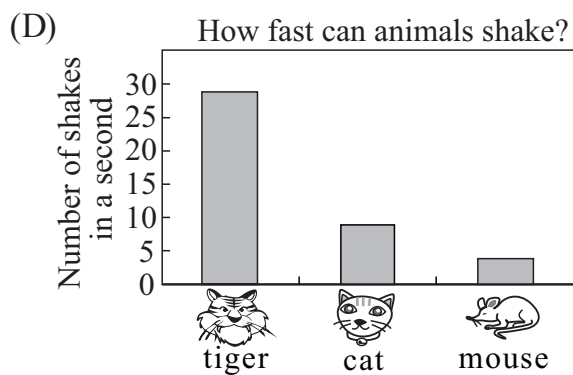 (D)
How fast can animals shake?
Number of shakes
in a second
30
25
20
15
10
5
0
tiger
cat
mouse